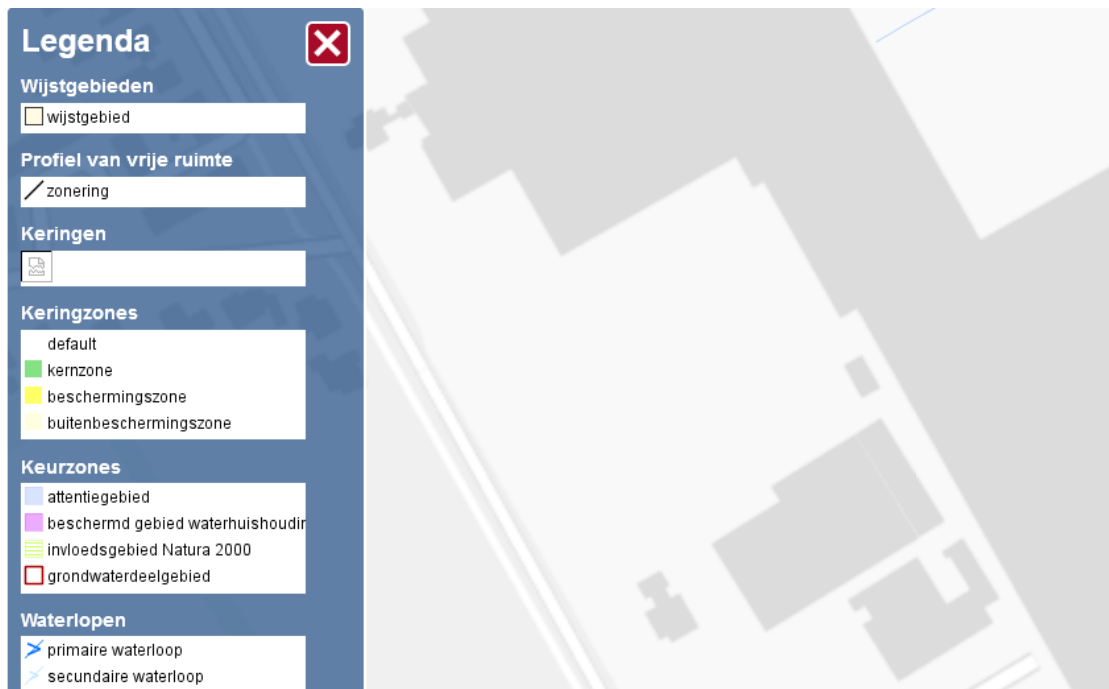 Legenda
Wijstgebieden
wijstgebied
Profiel van vrije ruimte
zonering
Keringen
Keringzones
default
kernzone
beschermingszone
buitenbeschermingszone
Keurzones
attentiegebied
beschermd gebied waterhuishoudin
invloedsgebied Natura 2000
grondwaterdeelgebied
Waterlopen
primaire waterloop
secundaire waterloop